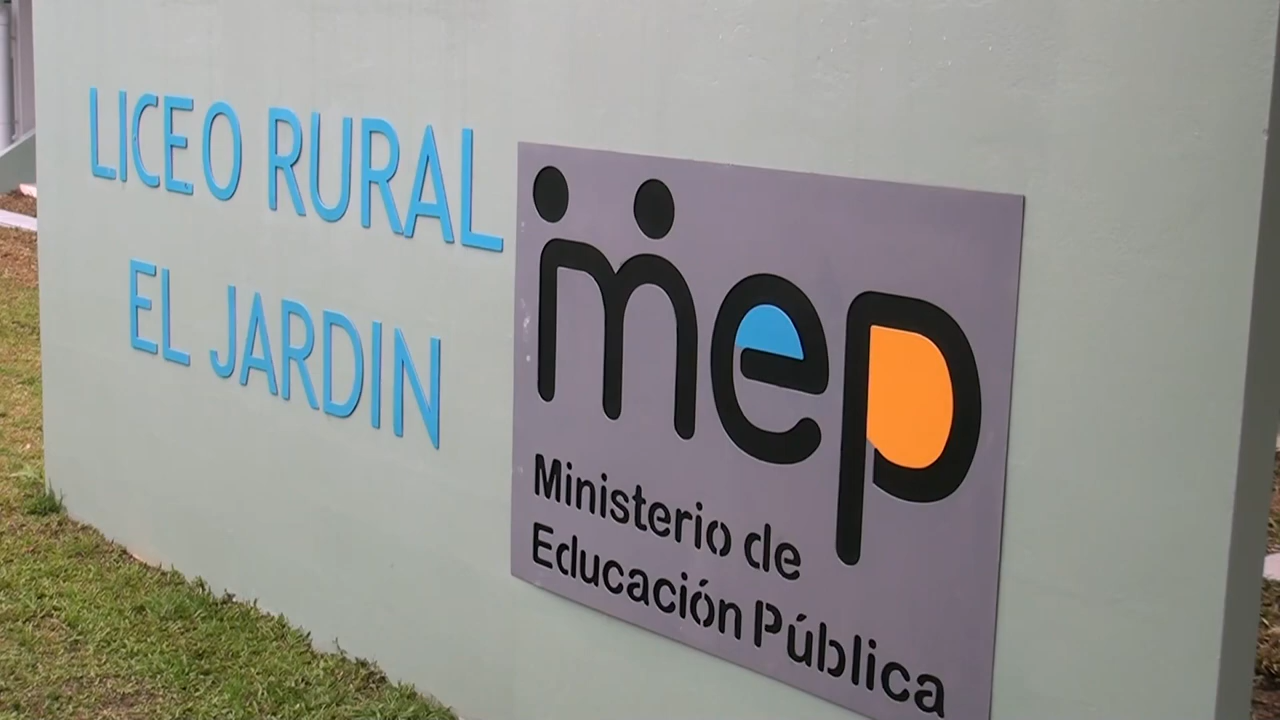 LICEO RURAL
EL JARDIN
mep
Ministerio de
Educación Pública